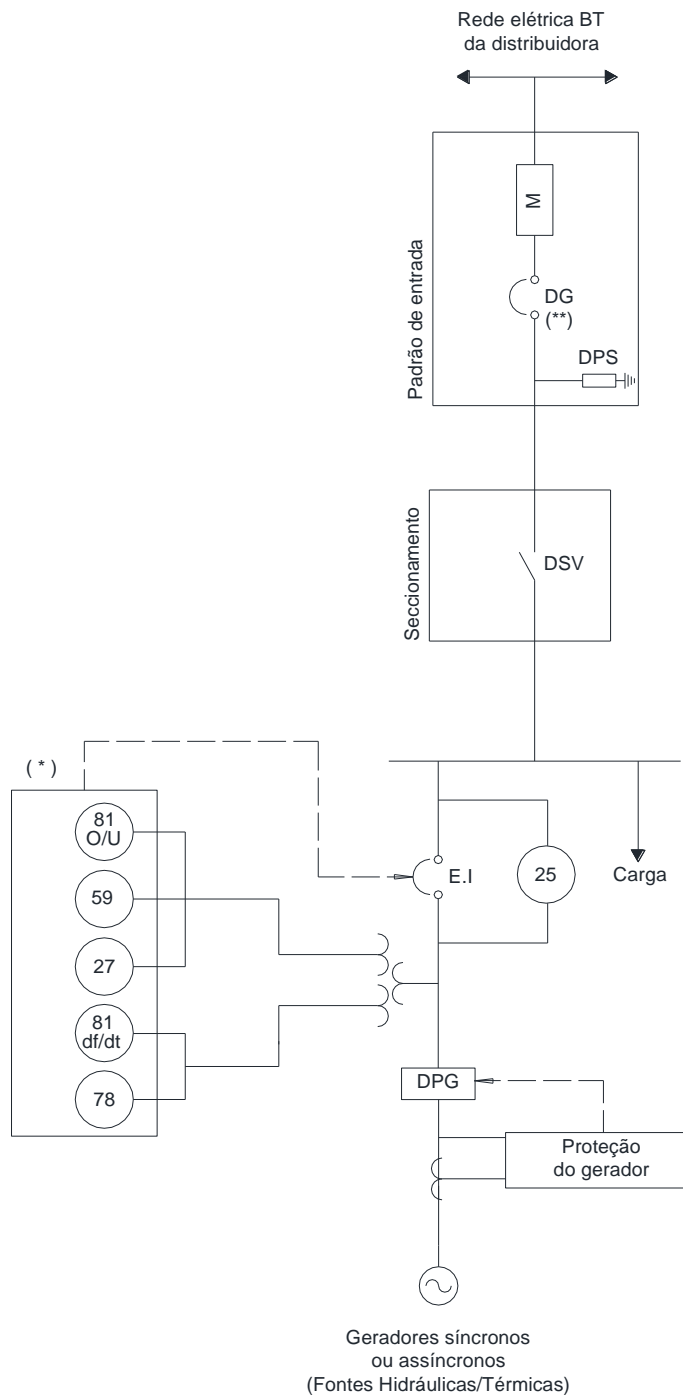 Rede elétrica BT
da distribuidora
Padrão de entrada
M
DG
(**)
DPS
Seccionamento
DSV
( * )
81
O/U
59
27
81
df/dt
78
E.I
25
Carga
DPG
Proteção
do gerador
Geradores síncronos
ou assíncronos
(Fontes Hidráulicas/Térmicas)